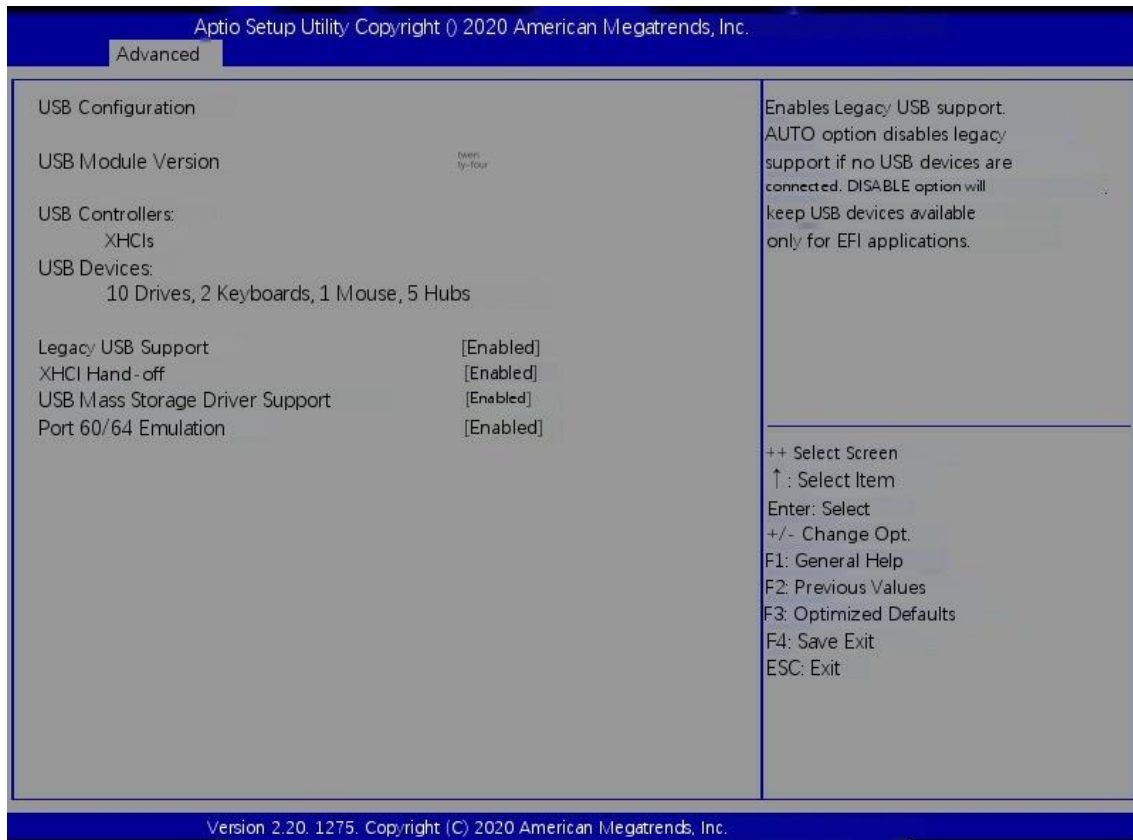 Aptio Setup Utility Copyright () 2020 American Megatrends, Inc.
Advanced
USB Configuration
USB Module Version
twen
ty-four
USB Controllers:
XHCIs
USB Devices:
10 Drives, 2 Keyboards, 1 Mouse, 5 Hubs
Legacy USB Support [Enabled]
XHCI Hand-off [Enabled]
USB Mass Storage Driver Support [Enabled]
Port 60/64 Emulation [Enabled]
Enables Legacy USB support.
AUTO option disables legacy
support if no USB devices are
connected. DISABLE option will
keep USB devices available
only for EFI applications.
++ Select Screen
↑: Select Item
Enter: Select
+/- Change Opt.
F1: General Help
F2: Previous Values
F3: Optimized Defaults
F4: Save Exit
ESC: Exit
Version 2.20. 1275. Copyright (C) 2020 American Megatrends, Inc.